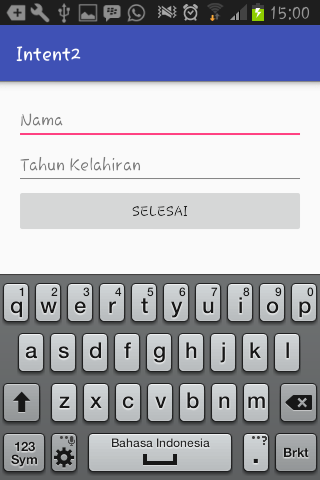 15:00
Intent2
Nama
Tahun Kelahiran
SELESAI
1 2 3 4 5 6 7 8 9 0
q w e r t y u i o p
a s d f g h j k l
z x c v b n m
123 Sym Bahasa Indonesia . ,,? Brkt